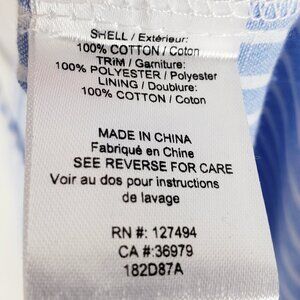 SHELL / Extérieur:
100% COTTON / Coton
TRIM / Garniture:
100% POLYESTER / Polyester
LINING / Doublure:
100% COTTON / Coton
MADE IN CHINA
Fabriqué en Chine
SEE REVERSE FOR CARE
Voir au dos pour instructions
de lavage
RN #: 127494
CA #:36979
182D87A